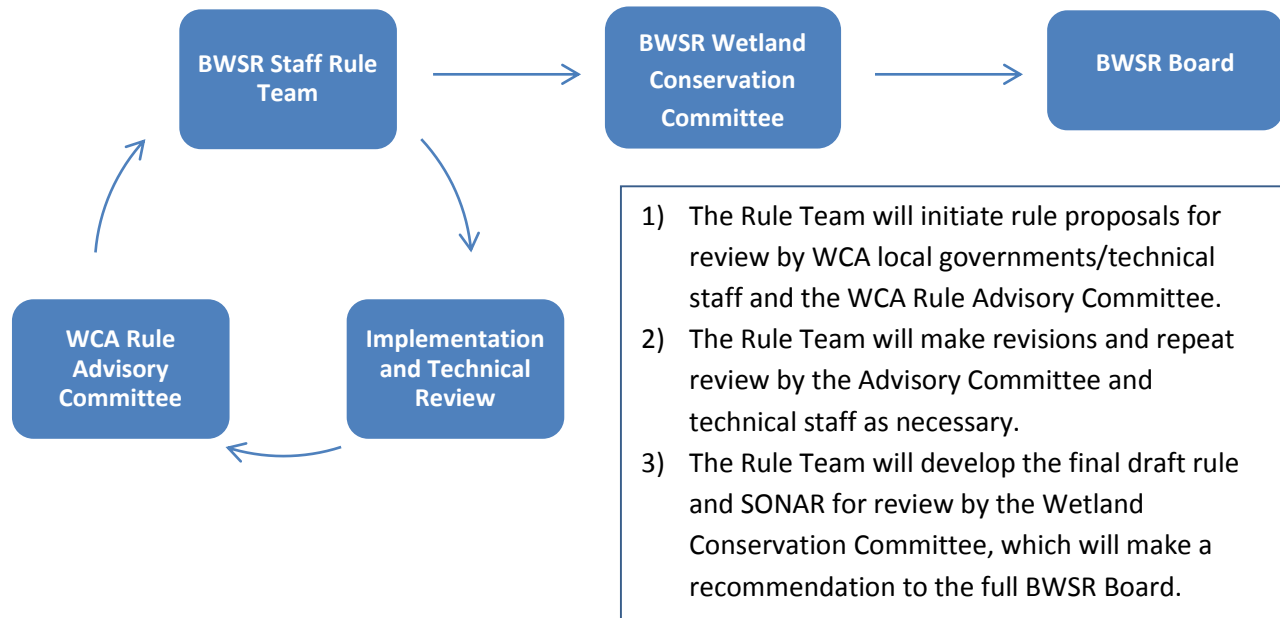 BWSR Staff Rule
Team
BWSR Wetland
Conservation
Committee
BWSR Board
WCA Rule
Advisory
Committee
Implementation
and Technical
Review
1) The Rule Team will initiate rule proposals for
review by WCA local governments/technical
staff and the WCA Rule Advisory Committee.
2) The Rule Team will make revisions and repeat
review by the Advisory Committee and
technical staff as necessary.
3) The Rule Team will develop the final draft rule
and SONAR for review by the Wetland
Conservation Committee, which will make a
recommendation to the full BWSR Board.